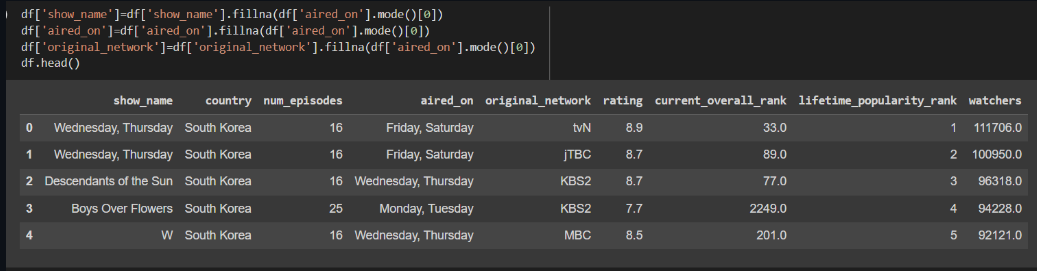 df['show_name']=df['show_name'].fillna(df['aired_on'].mode()[0])
df['aired_on']=df['aired_on'].fillna(df['aired_on'].mode()[0])
df['original_network']=df['original_network'].fillna(df['aired_on'].mode()[0])
df.head()
show_name country num_episodes aired_on original_network rating current_overall_rank lifetime_popularity_rank watchers
0 Wednesday, Thursday South Korea 16 Friday, Saturday tvN 8.9 33.0 1 111706.0
1 Wednesday, Thursday South Korea 16 Friday, Saturday jTBC 8.7 89.0 2 100950.0
2 Descendants of the Sun South Korea 16 Wednesday, Thursday KBS2 8.7 77.0 3 96318.0
3 Boys Over Flowers South Korea 25 Monday, Tuesday KBS2 7.7 2249.0 4 94228.0
4 W South Korea 16 Wednesday, Thursday MBC 8.5 201.0 5 92121.0